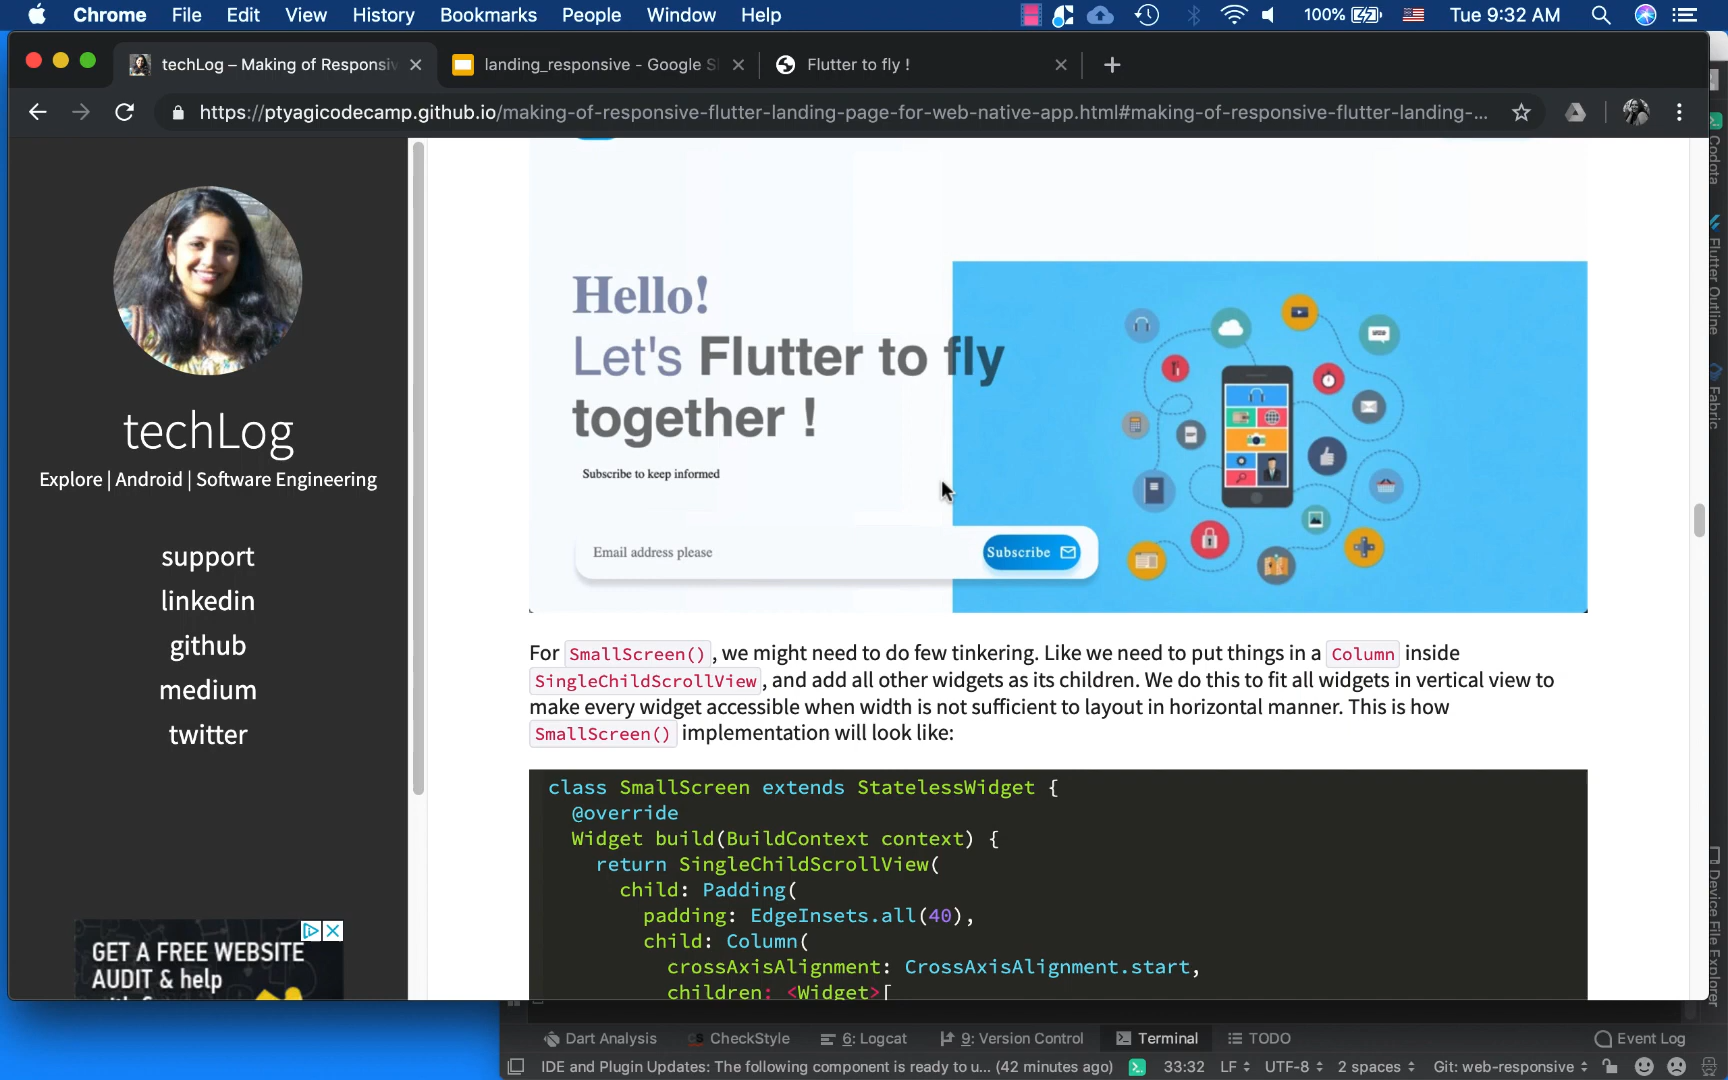 Chrome File Edit View History Bookmarks People Window Help 100% Tue 9:32 AM
techLog – Making of Responsiv landing_responsive - Google Sl Flutter to fly !
https://ptyagicodecamp.github.io/making-of-responsive-flutter-landing-page-for-web-native-app.html#making-of-responsive-flutter-landing-...
techLog
Explore | Android | Software Engineering
support
linkedin
github
medium
twitter
GET A FREE WEBSITE
AUDIT & help
Hello!
Let's Flutter to fly
together !
Subscribe to keep informed
Email address please Subscribe
For SmallScreen() , we might need to do few tinkering. Like we need to put things in a Column inside
SingleChildScrollView , and add all other widgets as its children. We do this to fit all widgets in vertical view to
make every widget accessible when width is not sufficient to layout in horizontal manner. This is how
SmallScreen() implementation will look like:
class SmallScreen extends StatelessWidget {
@override
Widget build(BuildContext context) {
return SingleChildScrollView(
child: Padding(
padding: EdgeInsets.all(40),
child: Column(
crossAxisAlignment: CrossAxisAlignment.start,
children: <Widget>[
Codota
Flutter Outline
Fabric
Device File Explorer
Dart Analysis CheckStyle 6: Logcat 9: Version Control Terminal TODO Event Log
IDE and Plugin Updates: The following component is ready to u... (42 minutes ago) 33:32 LF UTF-8 2 spaces Git: web-responsive